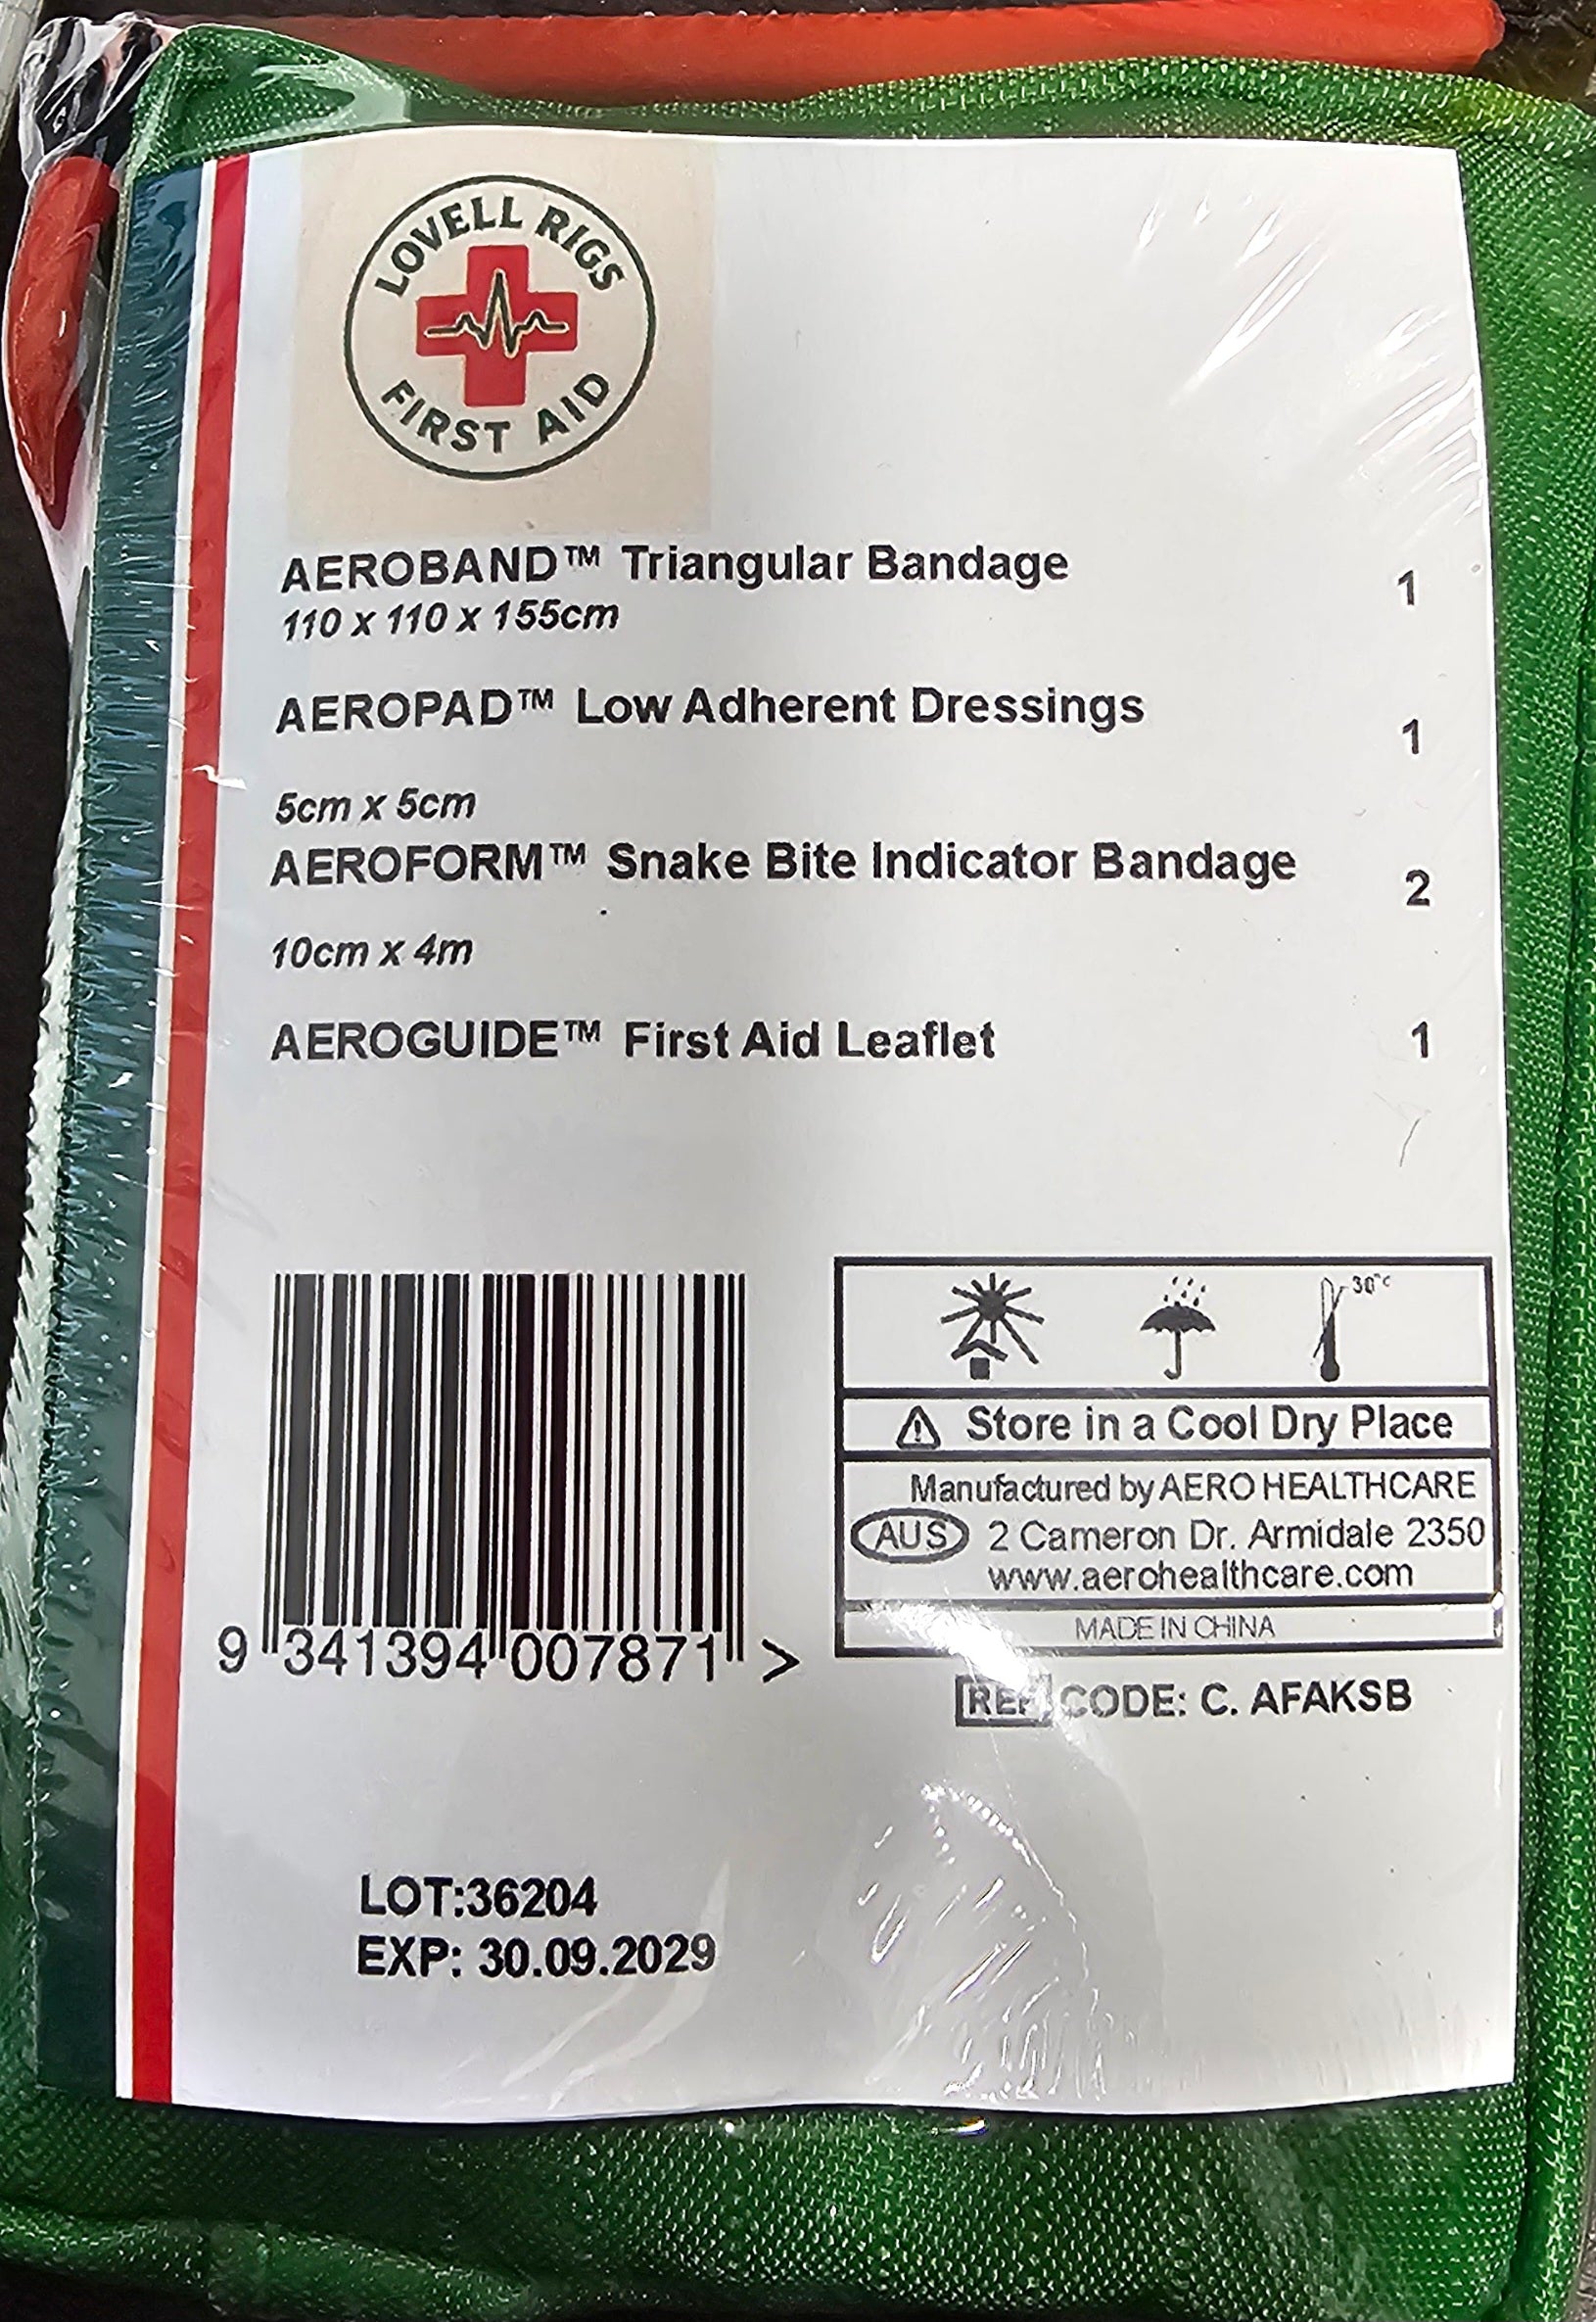 LOVELL RIGS
FIRST AID
AEROBAND™ Triangular Bandage 1
110 x 110 x 155cm
AEROPAD™ Low Adherent Dressings 1
5cm x 5cm
AEROFORM™ Snake Bite Indicator Bandage 2
10cm x 4m
AEROGUIDE™ First Aid Leaflet 1
30°c
Store in a Cool Dry Place
Manufactured by AERO HEALTHCARE
AUS 2 Cameron Dr. Armidale 2350
www.aerohealthcare.com
MADE IN CHINA
9 341394 007871 >
REF CODE: C. AFAKSB
LOT:36204
EXP: 30.09.2029